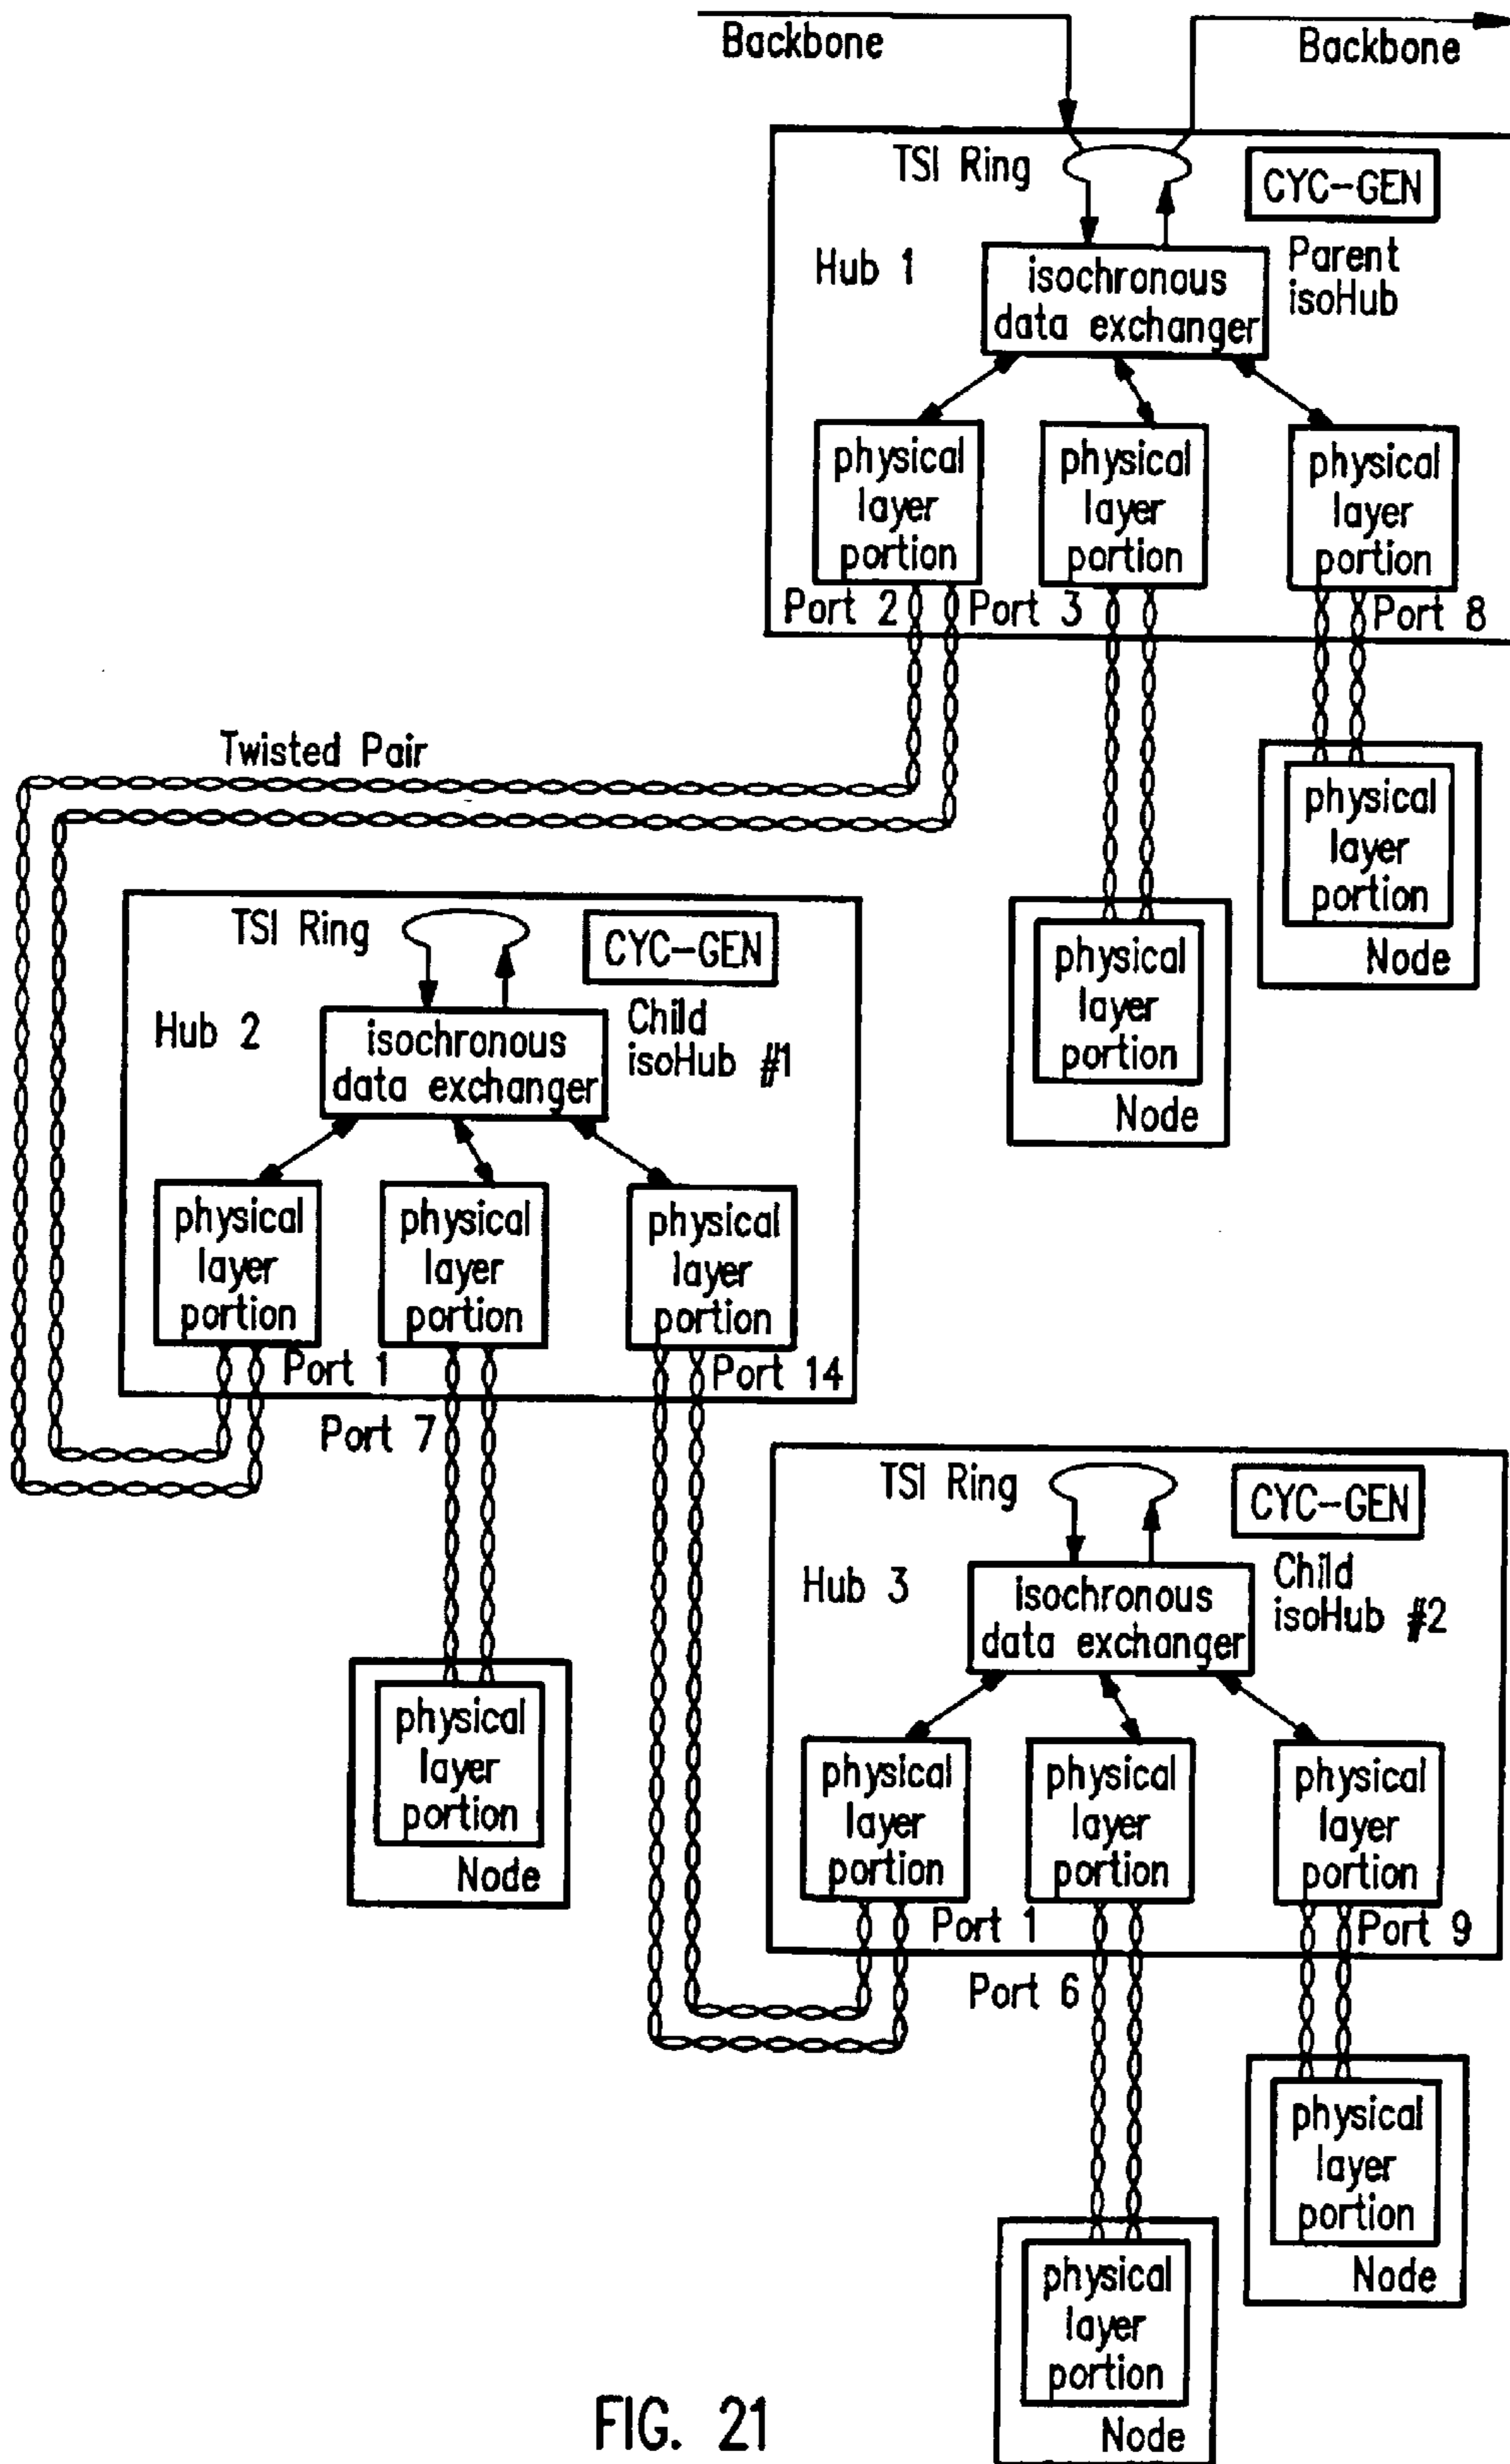 Backbone
Backbone
TSI Ring
CYC-GEN
Hub 1
isochronous
data exchanger
Parent
isoHub
physical
layer
portion
physical
layer
portion
physical
layer
portion
Port 2
Port 3
Port 8
Twisted Pair
physical
layer
portion
Node
physical
layer
portion
Node
TSI Ring
CYC-GEN
Hub 2
isochronous
data exchanger
Child
isoHub #1
physical
layer
portion
physical
layer
portion
physical
layer
portion
Port 1
Port 14
Port 7
physical
layer
portion
Node
TSI Ring
CYC-GEN
Hub 3
isochronous
data exchanger
Child
isoHub #2
physical
layer
portion
physical
layer
portion
physical
layer
portion
Port 1
Port 9
Port 6
physical
layer
portion
Node
physical
layer
portion
Node
FIG. 21